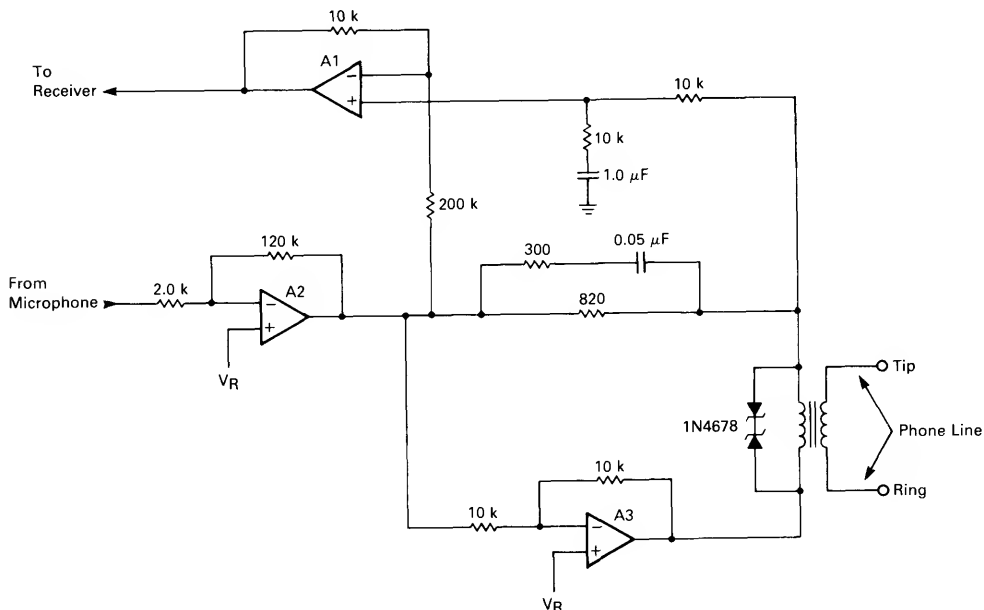 10 k
A1
To
Receiver
−
+
10 k
10 k
1.0 μF
200 k
120 k
300
0.05 μF
From
Microphone
2.0 k
A2
−
+
820
VR
Tip
1N4678
Phone Line
10 k
Ring
10 k
A3
−
+
VR